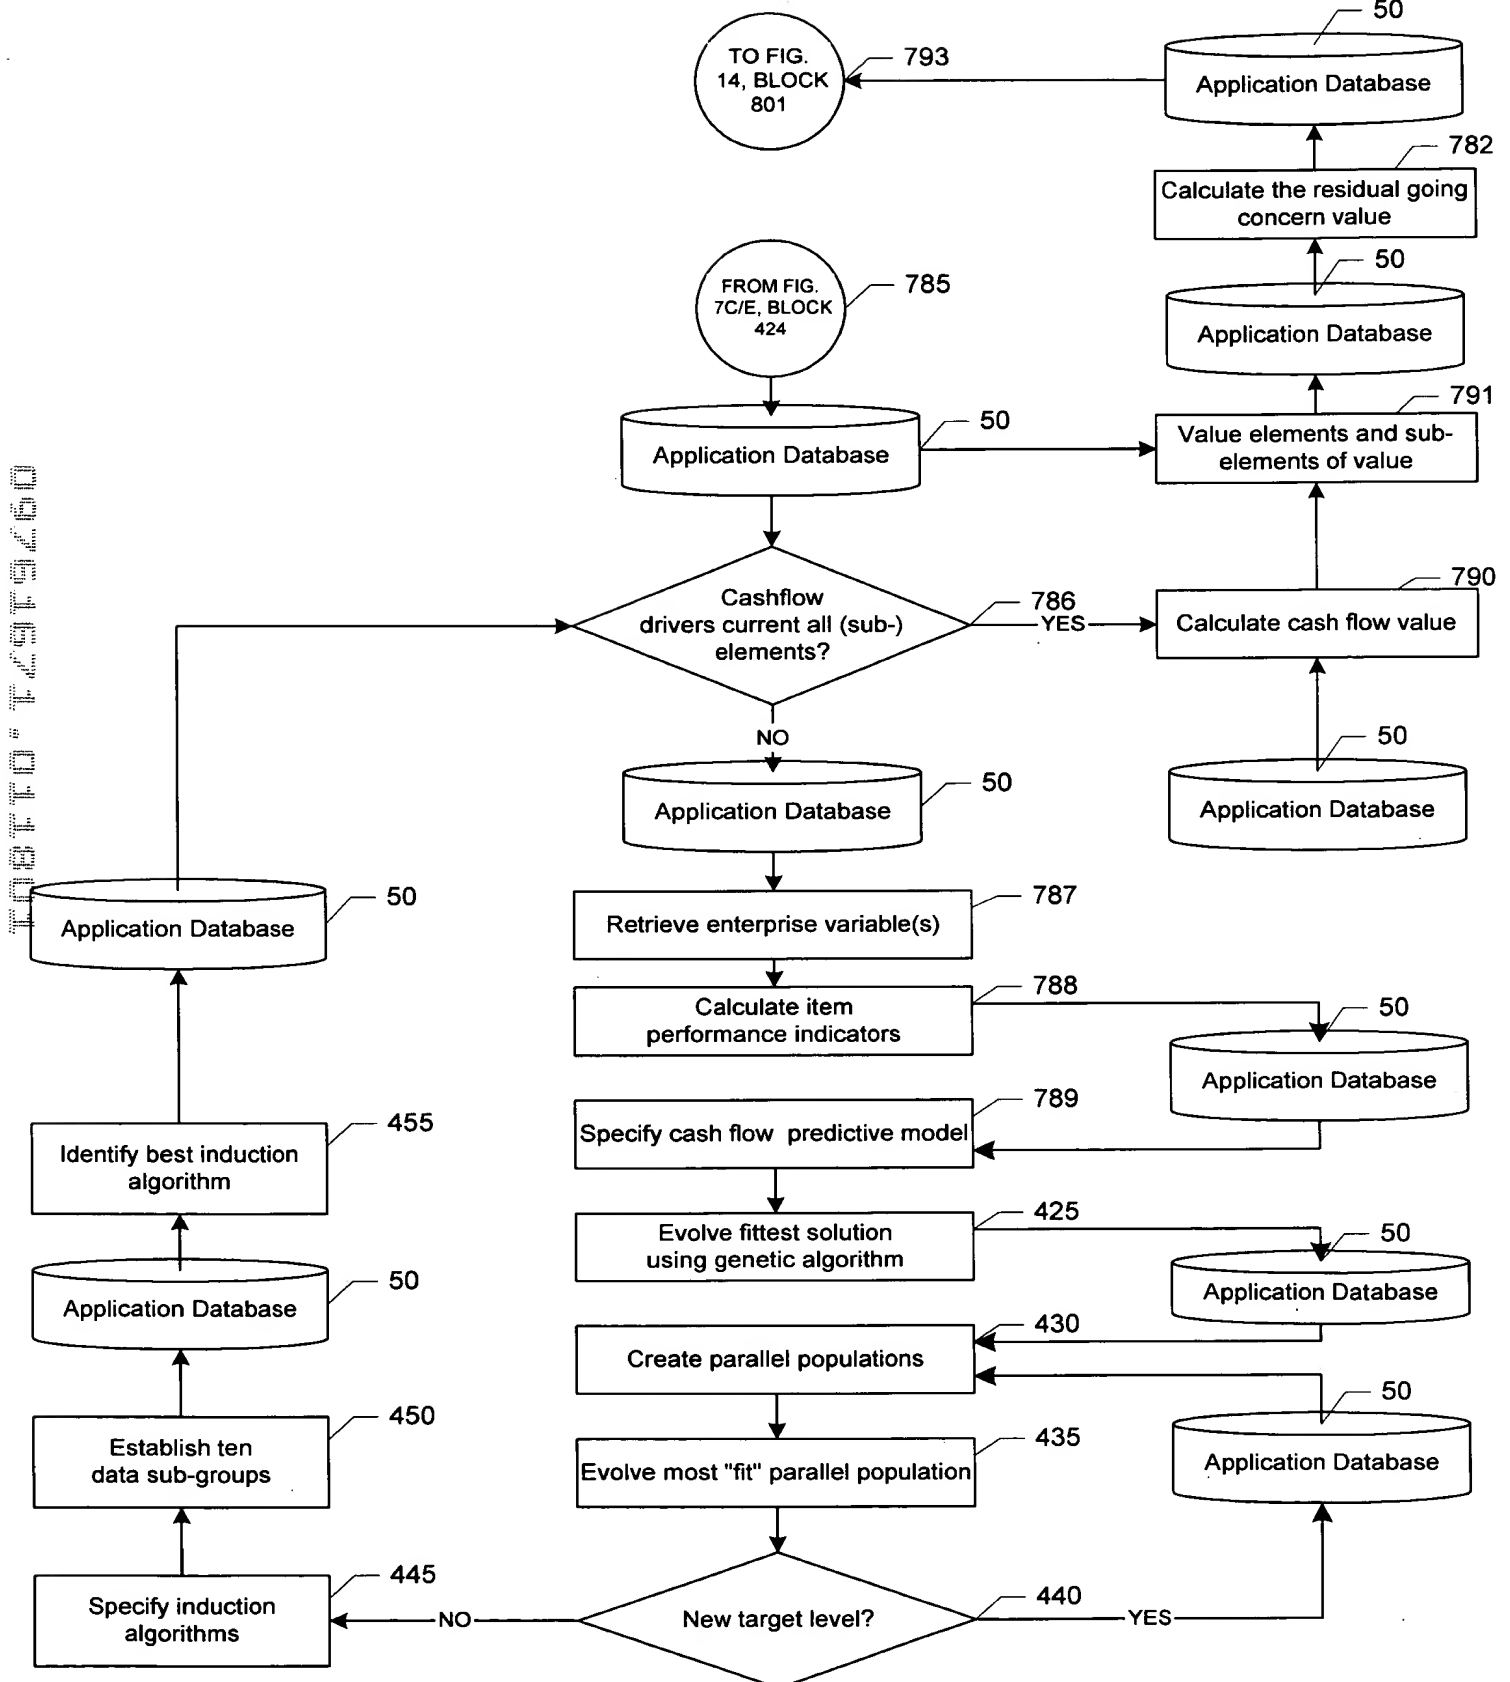 50
TO FIG.
14, BLOCK
801
793
Application Database
782
Calculate the residual going
concern value
50
FROM FIG.
7C/E, BLOCK
424
785
Application Database
791
50
Application Database
Value elements and sub-
elements of value
790
Cashflow
drivers current all (sub-)
elements?
786
YES
Calculate cash flow value
NO
50
50
Application Database
Application Database
50
Application Database
787
Retrieve enterprise variable(s)
788
Calculate item
performance indicators
50
Application Database
789
Specify cash flow predictive model
455
Identify best induction
algorithm
425
Evolve fittest solution
using genetic algorithm
50
Application Database
50
Application Database
430
Create parallel populations
50
Application Database
450
Establish ten
data sub-groups
435
Evolve most "fit" parallel population
445
Specify induction
algorithms
NO
New target level?
440
YES
09761671.011801